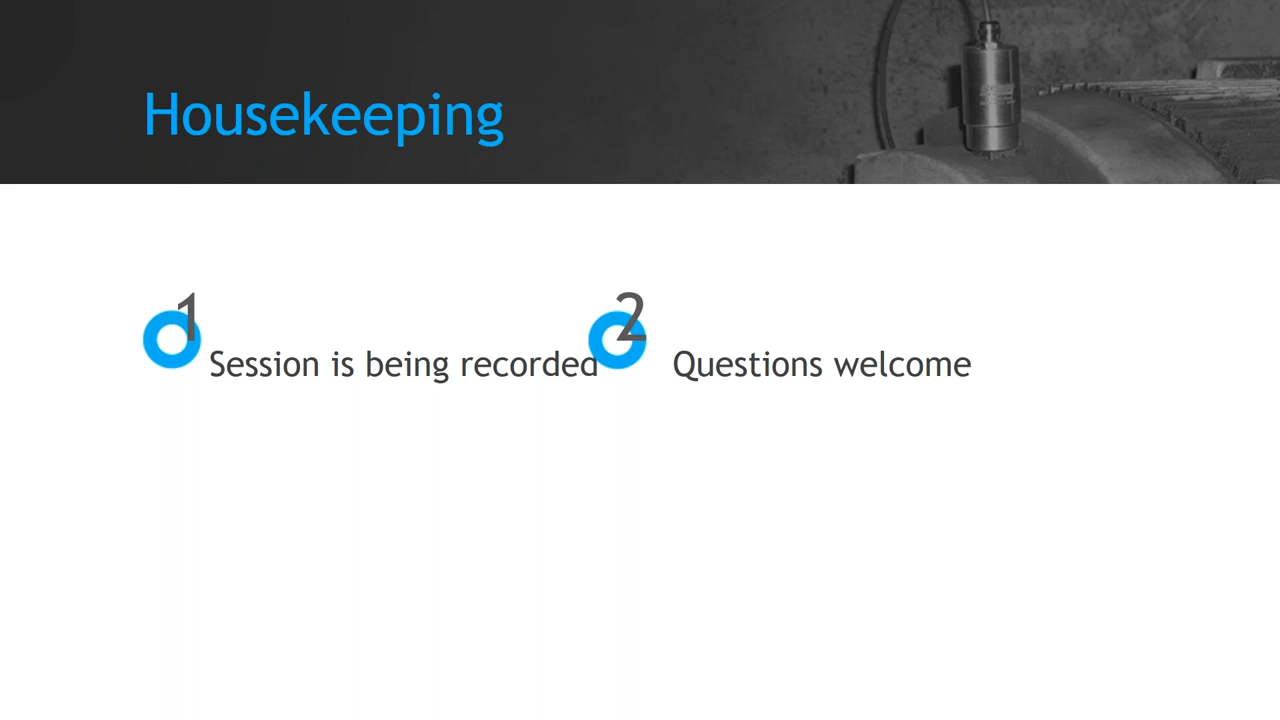 Housekeeping
1
Session is being recorded
2
Questions welcome